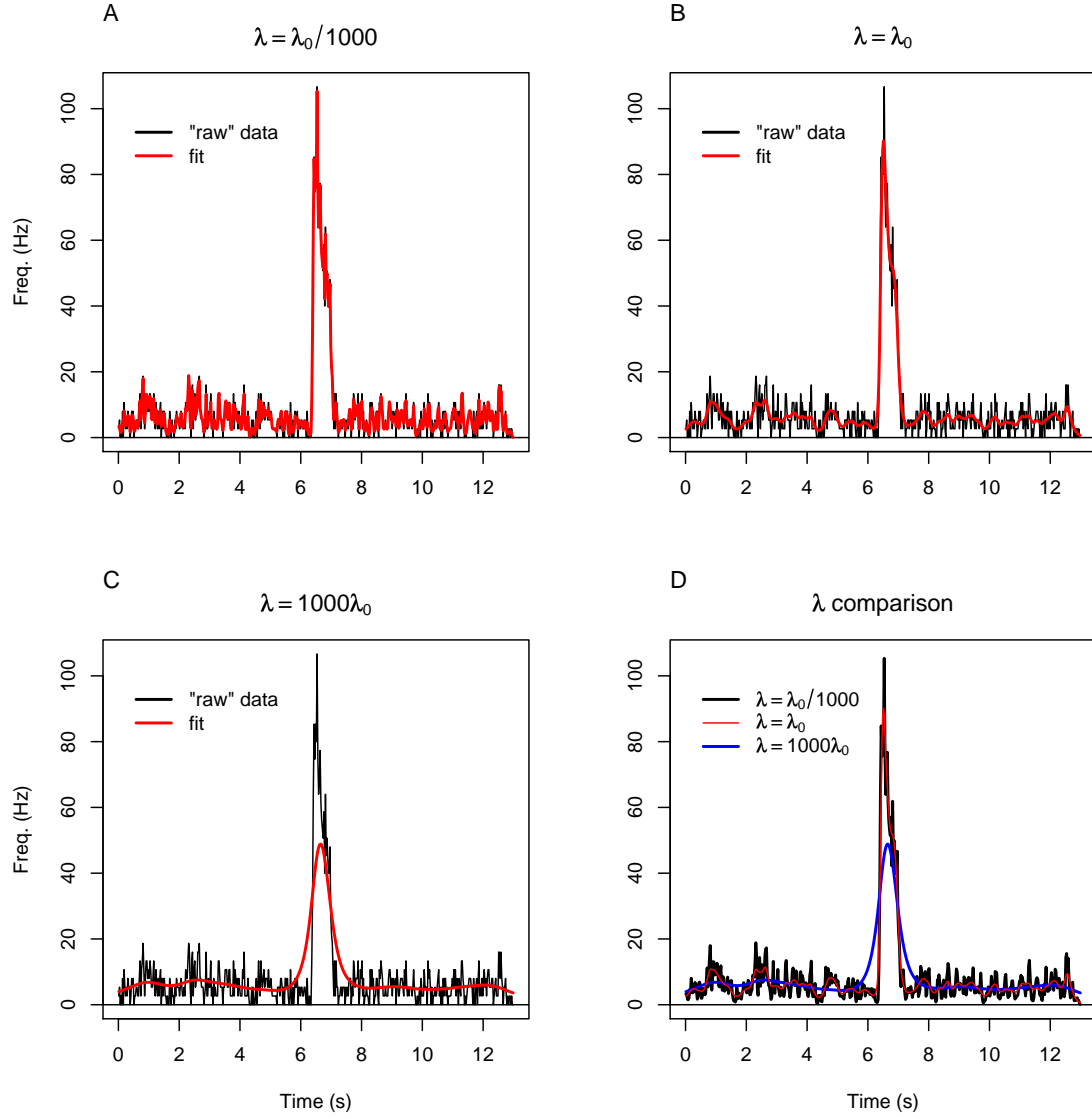 A
λ = λ0/1000
"raw" data
fit
Freq. (Hz)
0 20 40 60 80 100
0 2 4 6 8 10 12
B
λ = λ0
"raw" data
fit
0 20 40 60 80 100
0 2 4 6 8 10 12
C
λ = 1000λ0
"raw" data
fit
Freq. (Hz)
0 20 40 60 80 100
0 2 4 6 8 10 12
Time (s)
D
λ comparison
λ = λ0/1000
λ = λ0
λ = 1000λ0
0 20 40 60 80 100
0 2 4 6 8 10 12
Time (s)